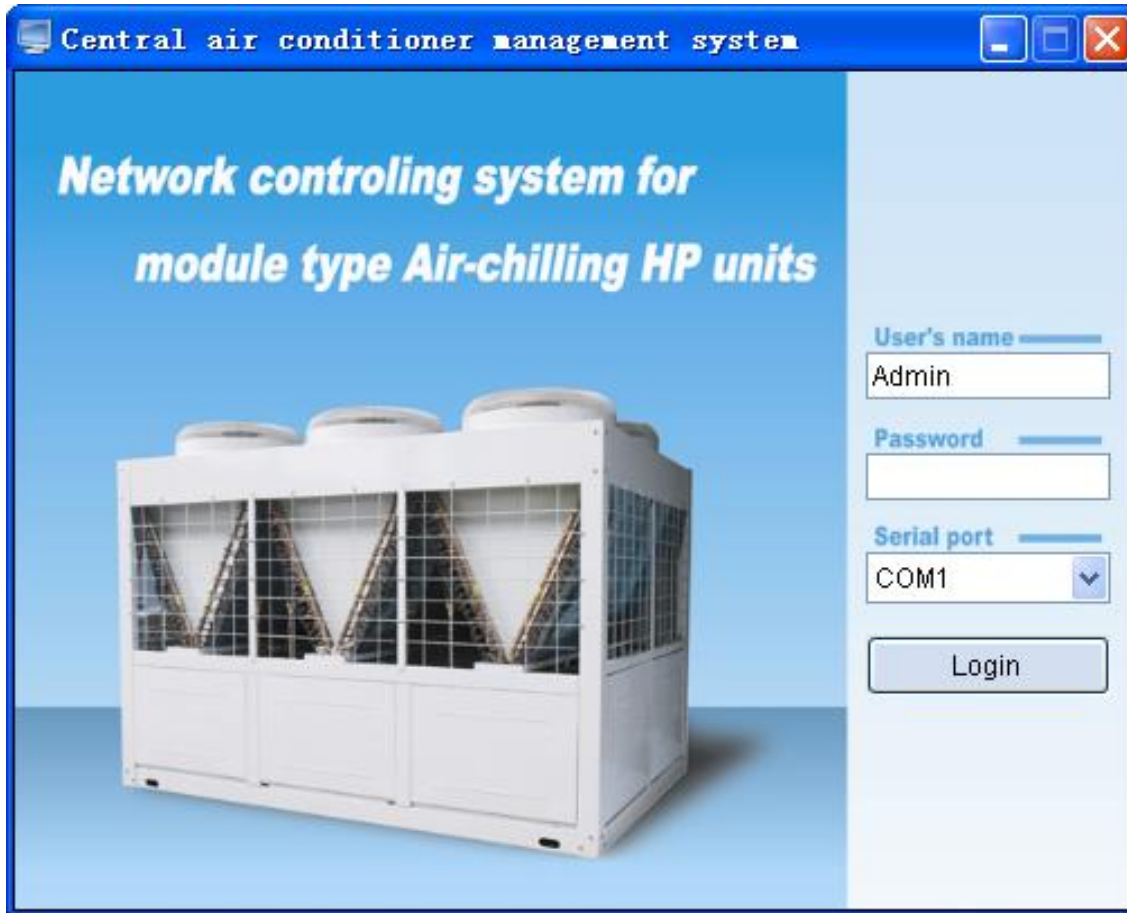 Central air conditioner management system
Network controling system for
module type Air-chilling HP units
User's name
Admin
Password
Serial port
COM1
Login